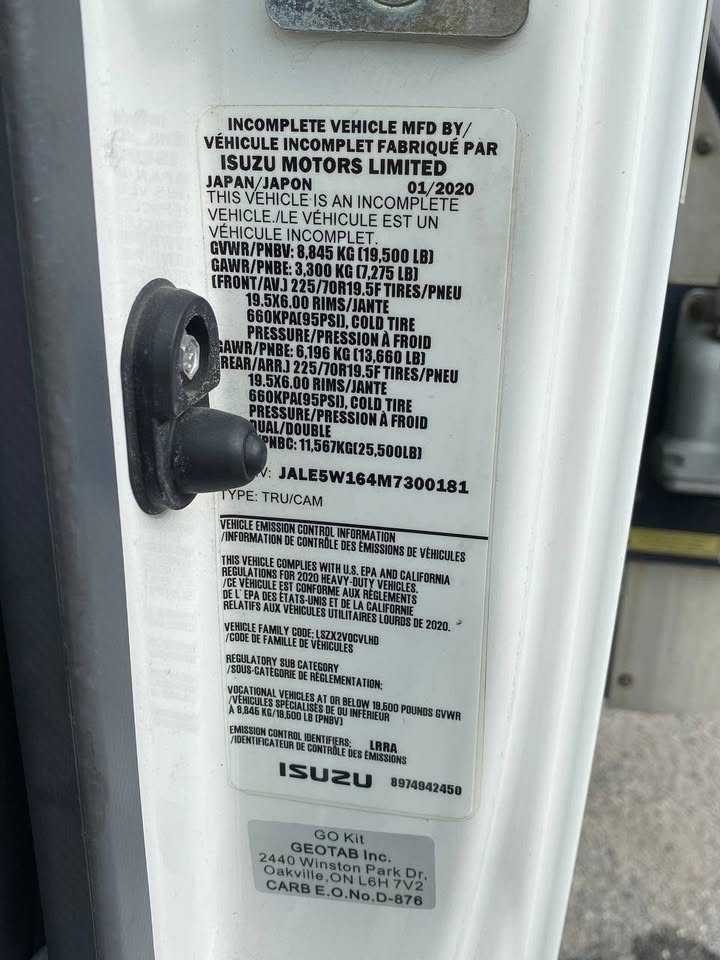 INCOMPLETE VEHICLE MFD BY/
VÉHICULE INCOMPLET FABRIQUÉ PAR
ISUZU MOTORS LIMITED
JAPAN/JAPON 01/2020
THIS VEHICLE IS AN INCOMPLETE
VEHICLE./LE VÉHICULE EST UN
VÉHICULE INCOMPLET.
GVWR/PNBV: 8,845 KG (19,500 LB)
GAWR/PNBE: 3,300 KG (7,275 LB)
(FRONT/AV.) 225/70R19.5F TIRES/PNEU
19.5X6.00 RIMS/JANTE
660KPA(95PSI), COLD TIRE
PRESSURE/PRESSION À FROID
GAWR/PNBE: 6,196 KG (13,660 LB)
REAR/ARR.) 225/70R19.5F TIRES/PNEU
19.5X6.00 RIMS/JANTE
660KPA(95PSI), COLD TIRE
PRESSURE/PRESSION À FROID
DUAL/DOUBLE
PNBC: 11,567KG(25,500LB)
: JALE5W164M7300181
TYPE: TRU/CAM
VEHICLE EMISSION CONTROL INFORMATION
/INFORMATION DE CONTRÔLE DES ÉMISSIONS DE VÉHICULES
THIS VEHICLE COMPLIES WITH U.S. EPA AND CALIFORNIA
REGULATIONS FOR 2020 HEAVY-DUTY VEHICLES.
/CE VÉHICULE EST CONFORME AUX RÈGLEMENTS
DE L' EPA DES ÉTATS-UNIS ET DE LA CALIFORNIE
RELATIFS AUX VÉHICULES UTILITAIRES LOURDS DE 2020.
VEHICLE FAMILY CODE: LSZX2VOCVLHD
/CODE DE FAMILLE DE VÉHICULES
REGULATORY SUB CATEGORY
/SOUS-CATÉGORIE DE RÉGLEMENTATION:
VOCATIONAL VEHICLES AT OR BELOW 19,500 POUNDS GVWR
/VÉHICULES SPÉCIALISÉS DE OU INFÉRIEUR
À 8,845 KG/19,500 LB (PNBV)
EMISSION CONTROL IDENTIFIERS: LRRA
/IDENTIFICATEUR DE CONTRÔLE DES ÉMISSIONS
ISUZU 8974942450
GO Kit
GEOTAB Inc.
2440 Winston Park Dr,
Oakville,ON L6H 7V2
CARB E.O.No.D-876